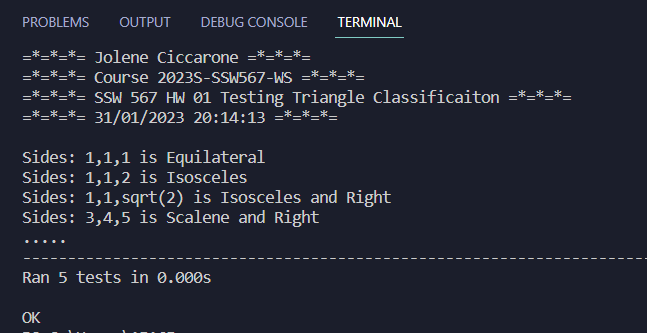 PROBLEMS OUTPUT DEBUG CONSOLE TERMINAL
=*=*=*= Jolene Ciccarone =*=*=*=
=*=*=*= Course 2023S-SSW567-WS =*=*=*=
=*=*=*= SSW 567 HW 01 Testing Triangle Classificaiton =*=*=*=
=*=*=*= 31/01/2023 20:14:13 =*=*=*=
Sides: 1,1,1 is Equilateral
Sides: 1,1,2 is Isosceles
Sides: 1,1,sqrt(2) is Isosceles and Right
Sides: 3,4,5 is Scalene and Right
.....
----------------------------------------------------------------------
Ran 5 tests in 0.000s
OK